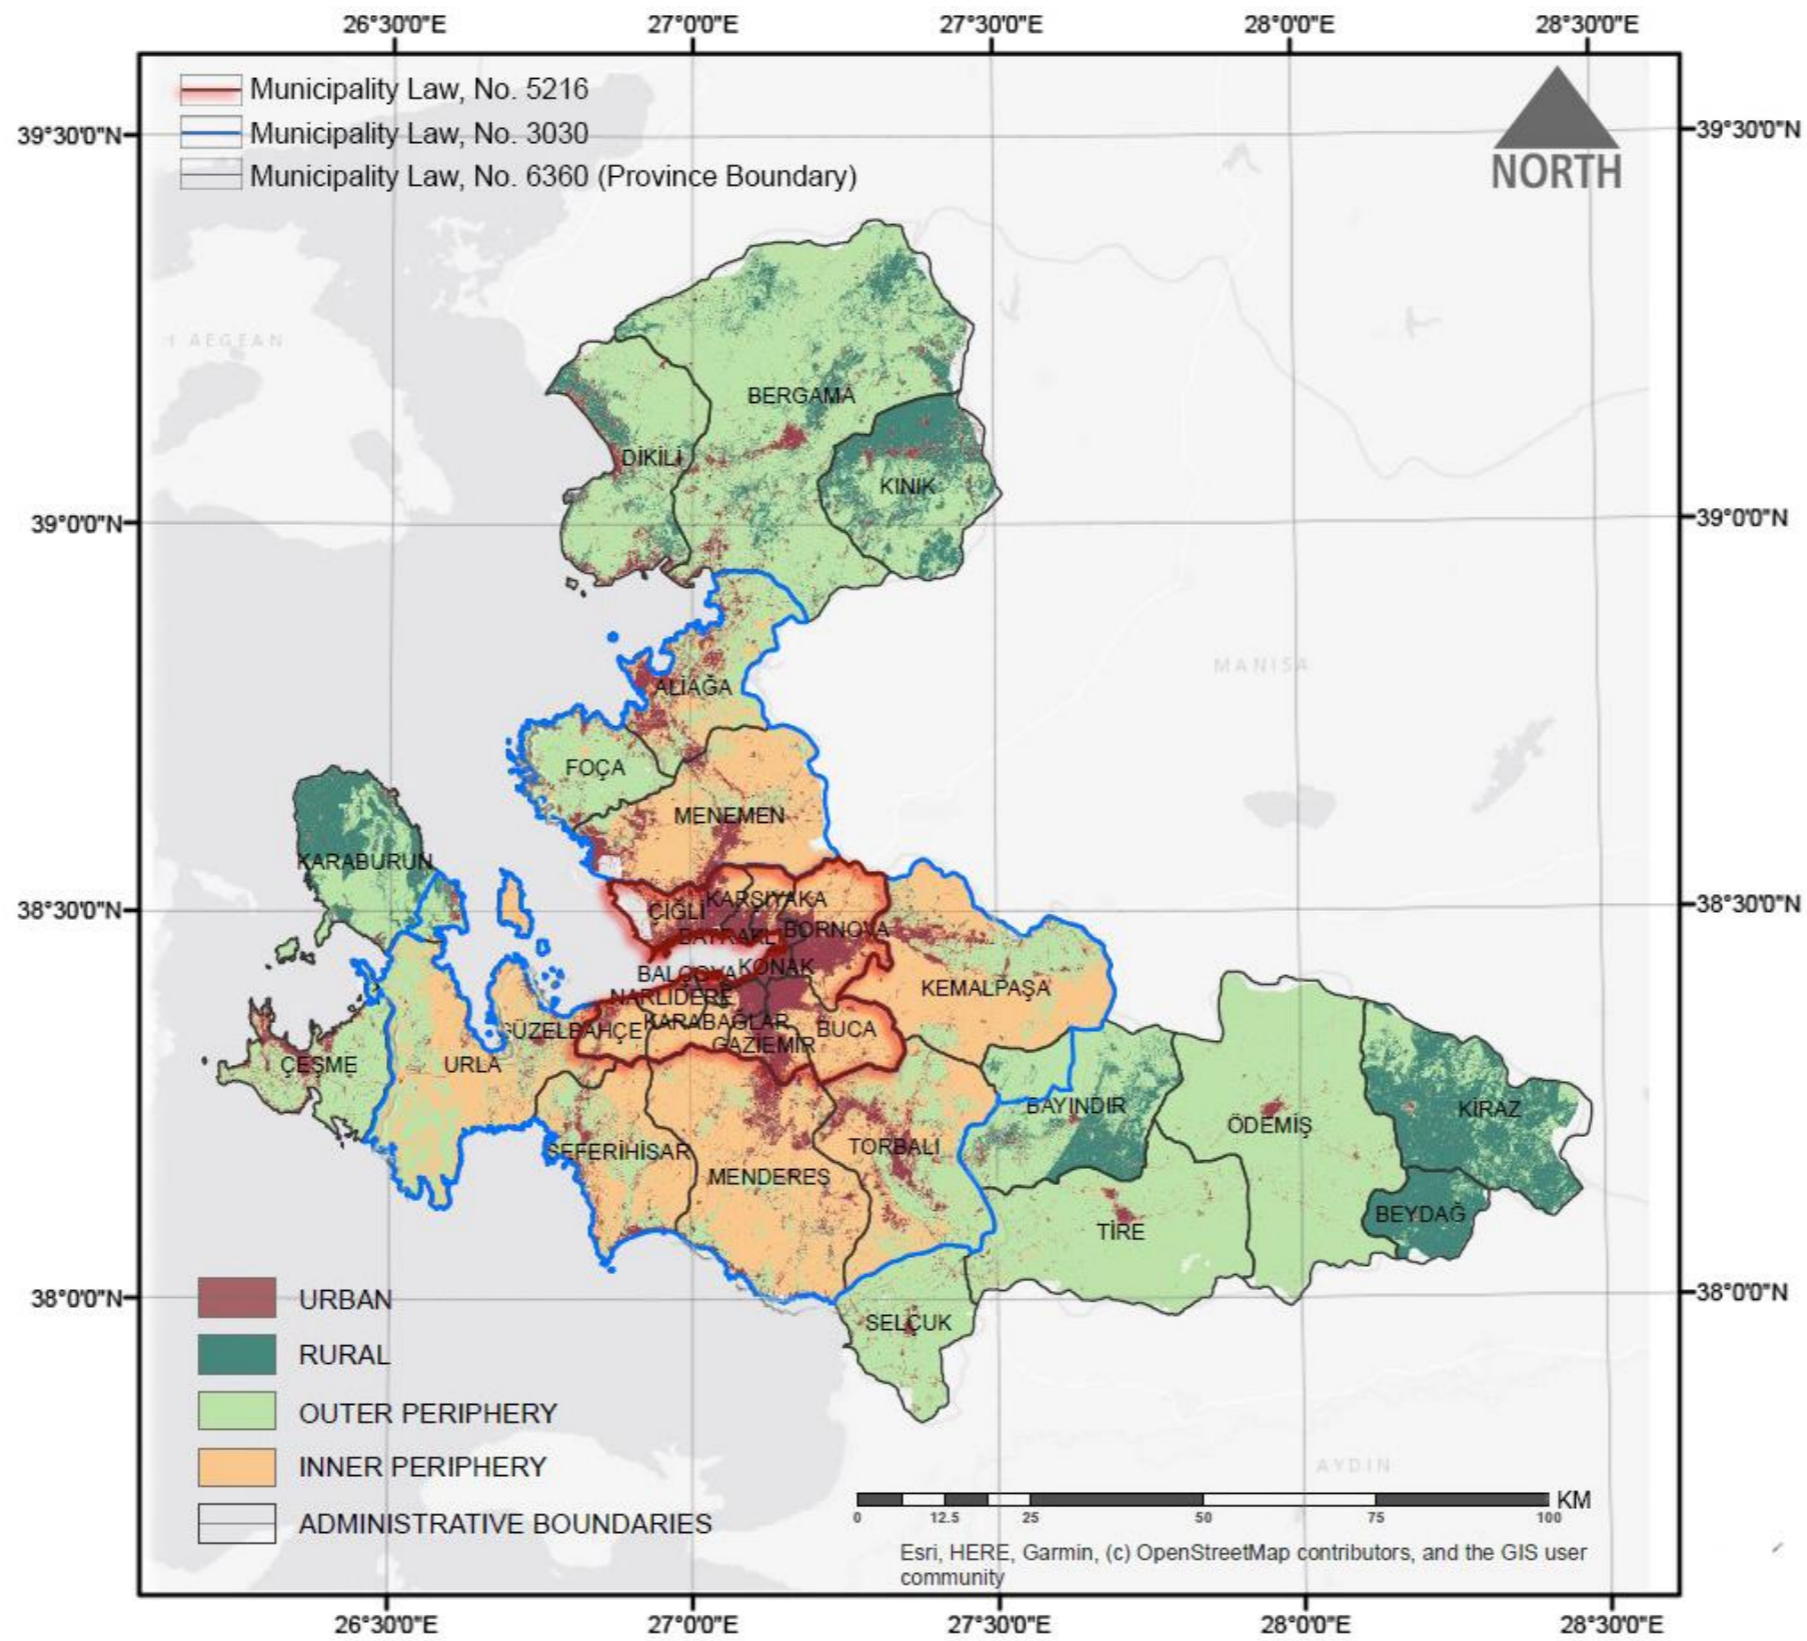 26°30'0"E 27°0'0"E 27°30'0"E 28°0'0"E 28°30'0"E
Municipality Law, No. 5216
Municipality Law, No. 3030
Municipality Law, No. 6360 (Province Boundary)
NORTH
39°30'0"N 39°30'0"N
AEGEAN
BERGAMA
DİKİLİ
KINIK
39°0'0"N 39°0'0"N
MANISA
ALİAĞA
FOÇA
MENEMEN
KARABURUN
38°30'0"N 38°30'0"N
KARŞIYAKA
ÇİĞLİ
BORNOVA
BAYRAKLI
KONAK
BALÇOVA
KEMALPAŞA
NARLIDERE
KARABAĞLAR
BUCA
GÜZELBAHÇE
GAZİEMİR
ÇEŞME
URLA
BAYINDIR
KİRAZ
ÖDEMİŞ
TORBALI
SEFERİHİSAR
MENDERES
BEYDAĞ
TİRE
38°0'0"N 38°0'0"N
SELÇUK
URBAN
RURAL
OUTER PERIPHERY
INNER PERIPHERY
ADMINISTRATIVE BOUNDARIES
AYDIN
KM
0 12.5 25 50 75 100
Esri, HERE, Garmin, (c) OpenStreetMap contributors, and the GIS user
community
26°30'0"E 27°0'0"E 27°30'0"E 28°0'0"E 28°30'0"E